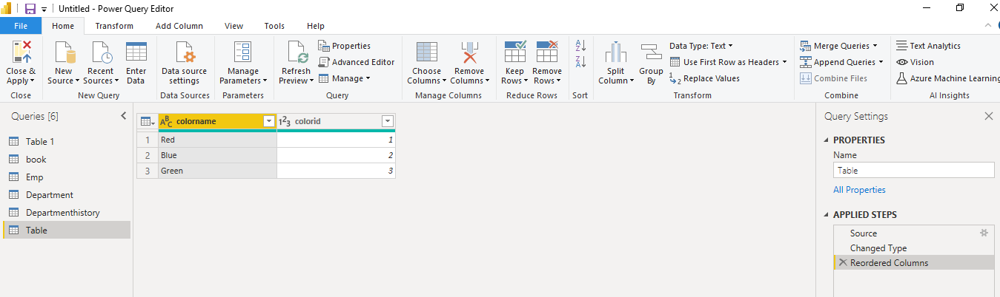 Untitled - Power Query Editor
File Home Transform Add Column View Tools Help
Close & Apply
New Source
Recent Sources
Enter Data
Data source settings
Manage Parameters
Refresh Preview
Properties
Advanced Editor
Manage
Choose Columns
Remove Columns
Keep Rows
Remove Rows
Split Column
Group By
Data Type: Text
Use First Row as Headers
Replace Values
Merge Queries
Append Queries
Combine Files
Text Analytics
Vision
Azure Machine Learning
Close New Query Data Sources Parameters Query Manage Columns Reduce Rows Sort Transform Combine AI Insights
Queries [6]
Table 1
book
Emp
Department
Departmenthistory
Table
colorname colorid
1 Red 1
2 Blue 2
3 Green 3
Query Settings
PROPERTIES
Name
Table
All Properties
APPLIED STEPS
Source
Changed Type
Reordered Columns